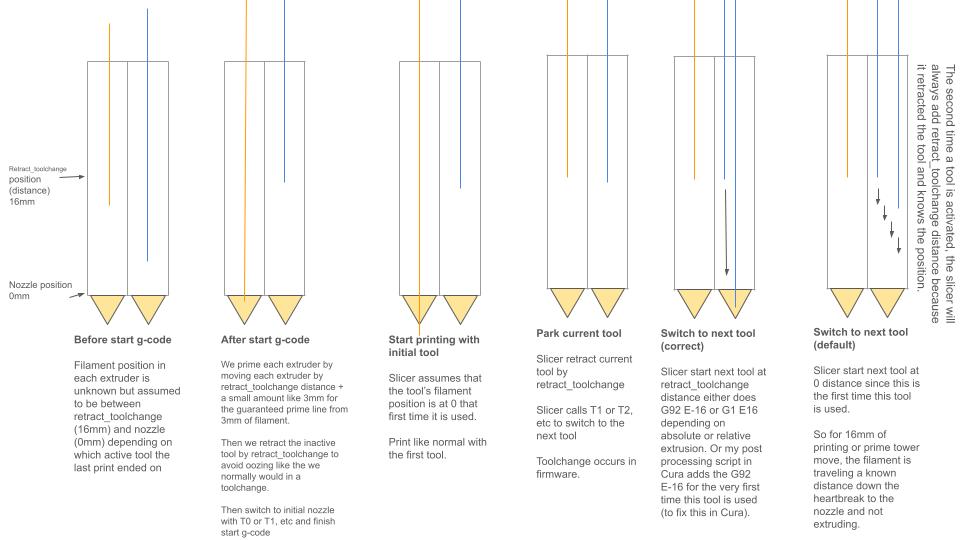 Retract_toolchange
position
(distance)
16mm
Nozzle position
0mm
Before start g-code
Filament position in
each extruder is
unknown but assumed
to be between
retract_toolchange
(16mm) and nozzle
(0mm) depending on
which active tool the
last print ended on
After start g-code
We prime each extruder by
moving each extruder by
retract_toolchange distance +
a small amount like 3mm for
the guaranteed prime line from
3mm of filament.
Then we retract the inactive
tool by retract_toolchange to
avoid oozing like the we
normally would in a
toolchange.
Then switch to initial nozzle
with T0 or T1, etc and finish
start g-code
Start printing with
initial tool
Slicer assumes that
the tool's filament
position is at 0 that
first time it is used.
Print like normal with
the first tool.
Park current tool
Slicer retract current
tool by
retract_toolchange
Slicer calls T1 or T2,
etc to switch to the
next tool
Toolchange occurs in
firmware.
Switch to next tool
(correct)
Slicer start next tool at
retract_toolchange
distance either does
G92 E-16 or G1 E16
depending on
absolute or relative
extrusion. Or my post
processing script in
Cura adds the G92
E-16 for the very first
time this tool is used
(to fix this in Cura).
Switch to next tool
(default)
Slicer start next tool at
0 distance since this is
the first time this tool
is used.
So for 16mm of
printing or prime tower
move, the filament is
traveling a known
distance down the
heartbreak to the
nozzle and not
extruding.
The second time a tool is activated, the slicer will
always add retract_toolchange distance because
it retracted the tool and knows the position.